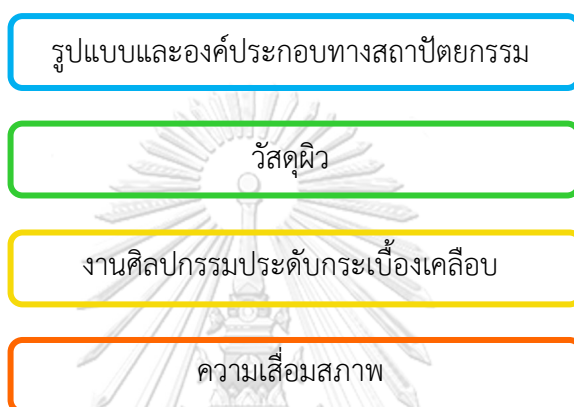 รูปแบบและองค์ประกอบทางสถาปัตยกรรม
วัสดุผิว
งานศิลปกรรมประดับกระเบื้องเคลือบ
ความเสื่อมสภาพ